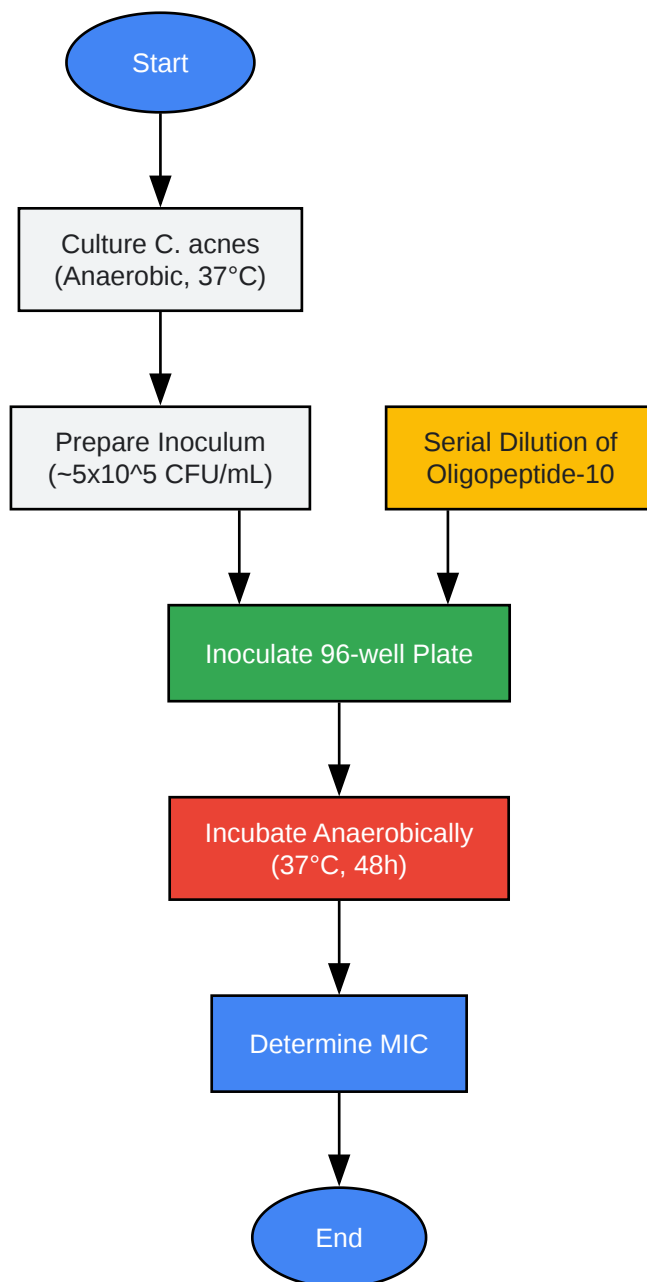 Start
Culture C. acnes
(Anaerobic, 37°C)
Prepare Inoculum
(~5x10^5 CFU/mL)
Serial Dilution of
Oligopeptide-10
Inoculate 96-well Plate
Incubate Anaerobically
(37°C, 48h)
Determine MIC
End